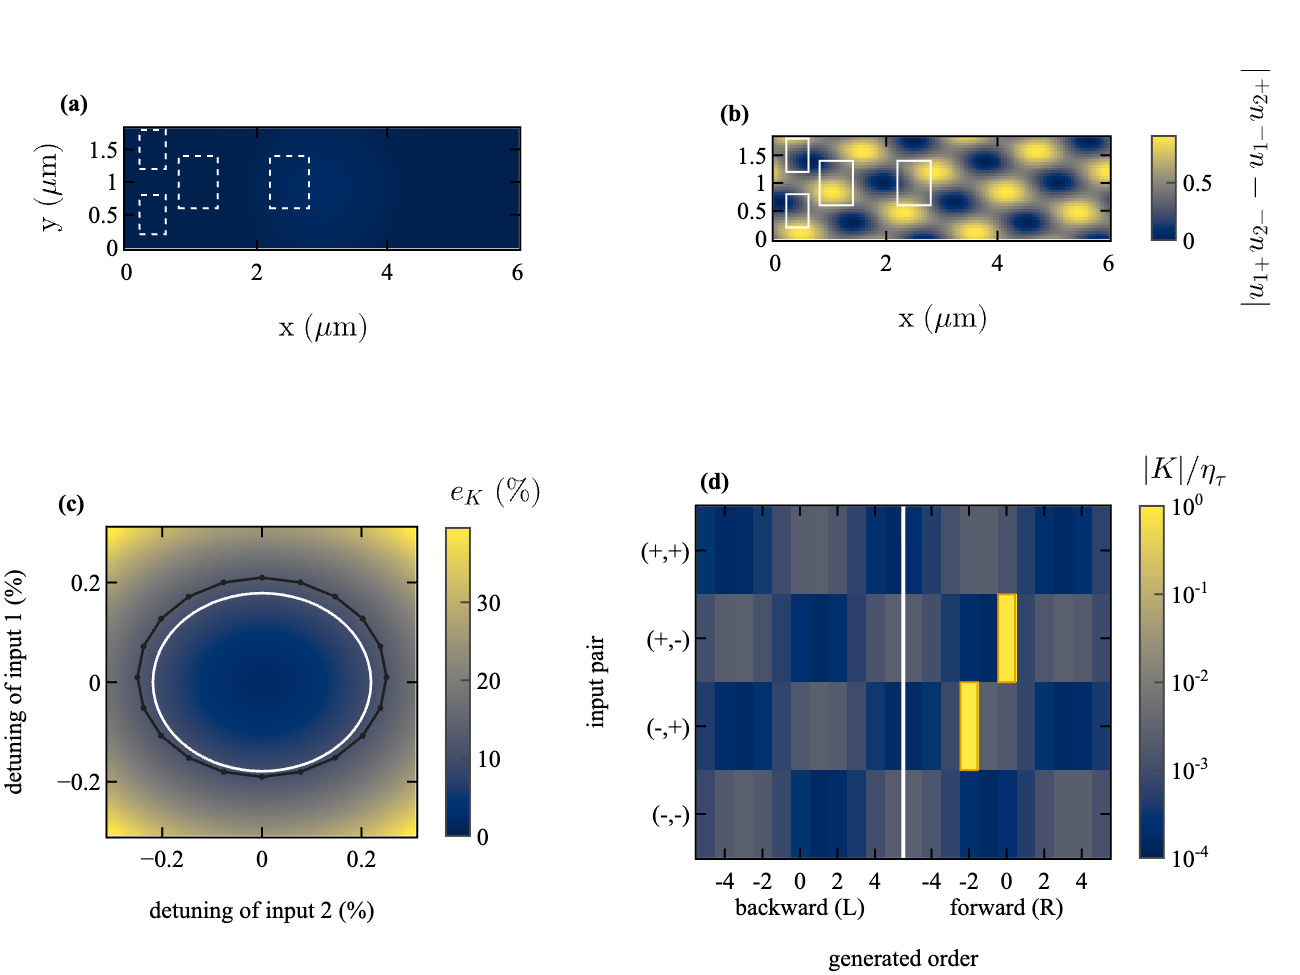 (a)
y (μm)
1.5
1
0.5
0
0 2 4 6
x (μm)
(b)
1.5
1
0.5
0
0 2 4 6
x (μm)
0.5
0
|u1+u2− − u1−u2+|
(c)
detuning of input 1 (%)
0.2
0
−0.2
−0.2 0 0.2
detuning of input 2 (%)
eK (%)
30
20
10
0
(d)
input pair
(+,+)
(+,-)
(-,+)
(-,-)
-4 -2 0 2 4 -4 -2 0 2 4
backward (L) forward (R)
generated order
|K|/ητ
10^0
10^-1
10^-2
10^-3
10^-4